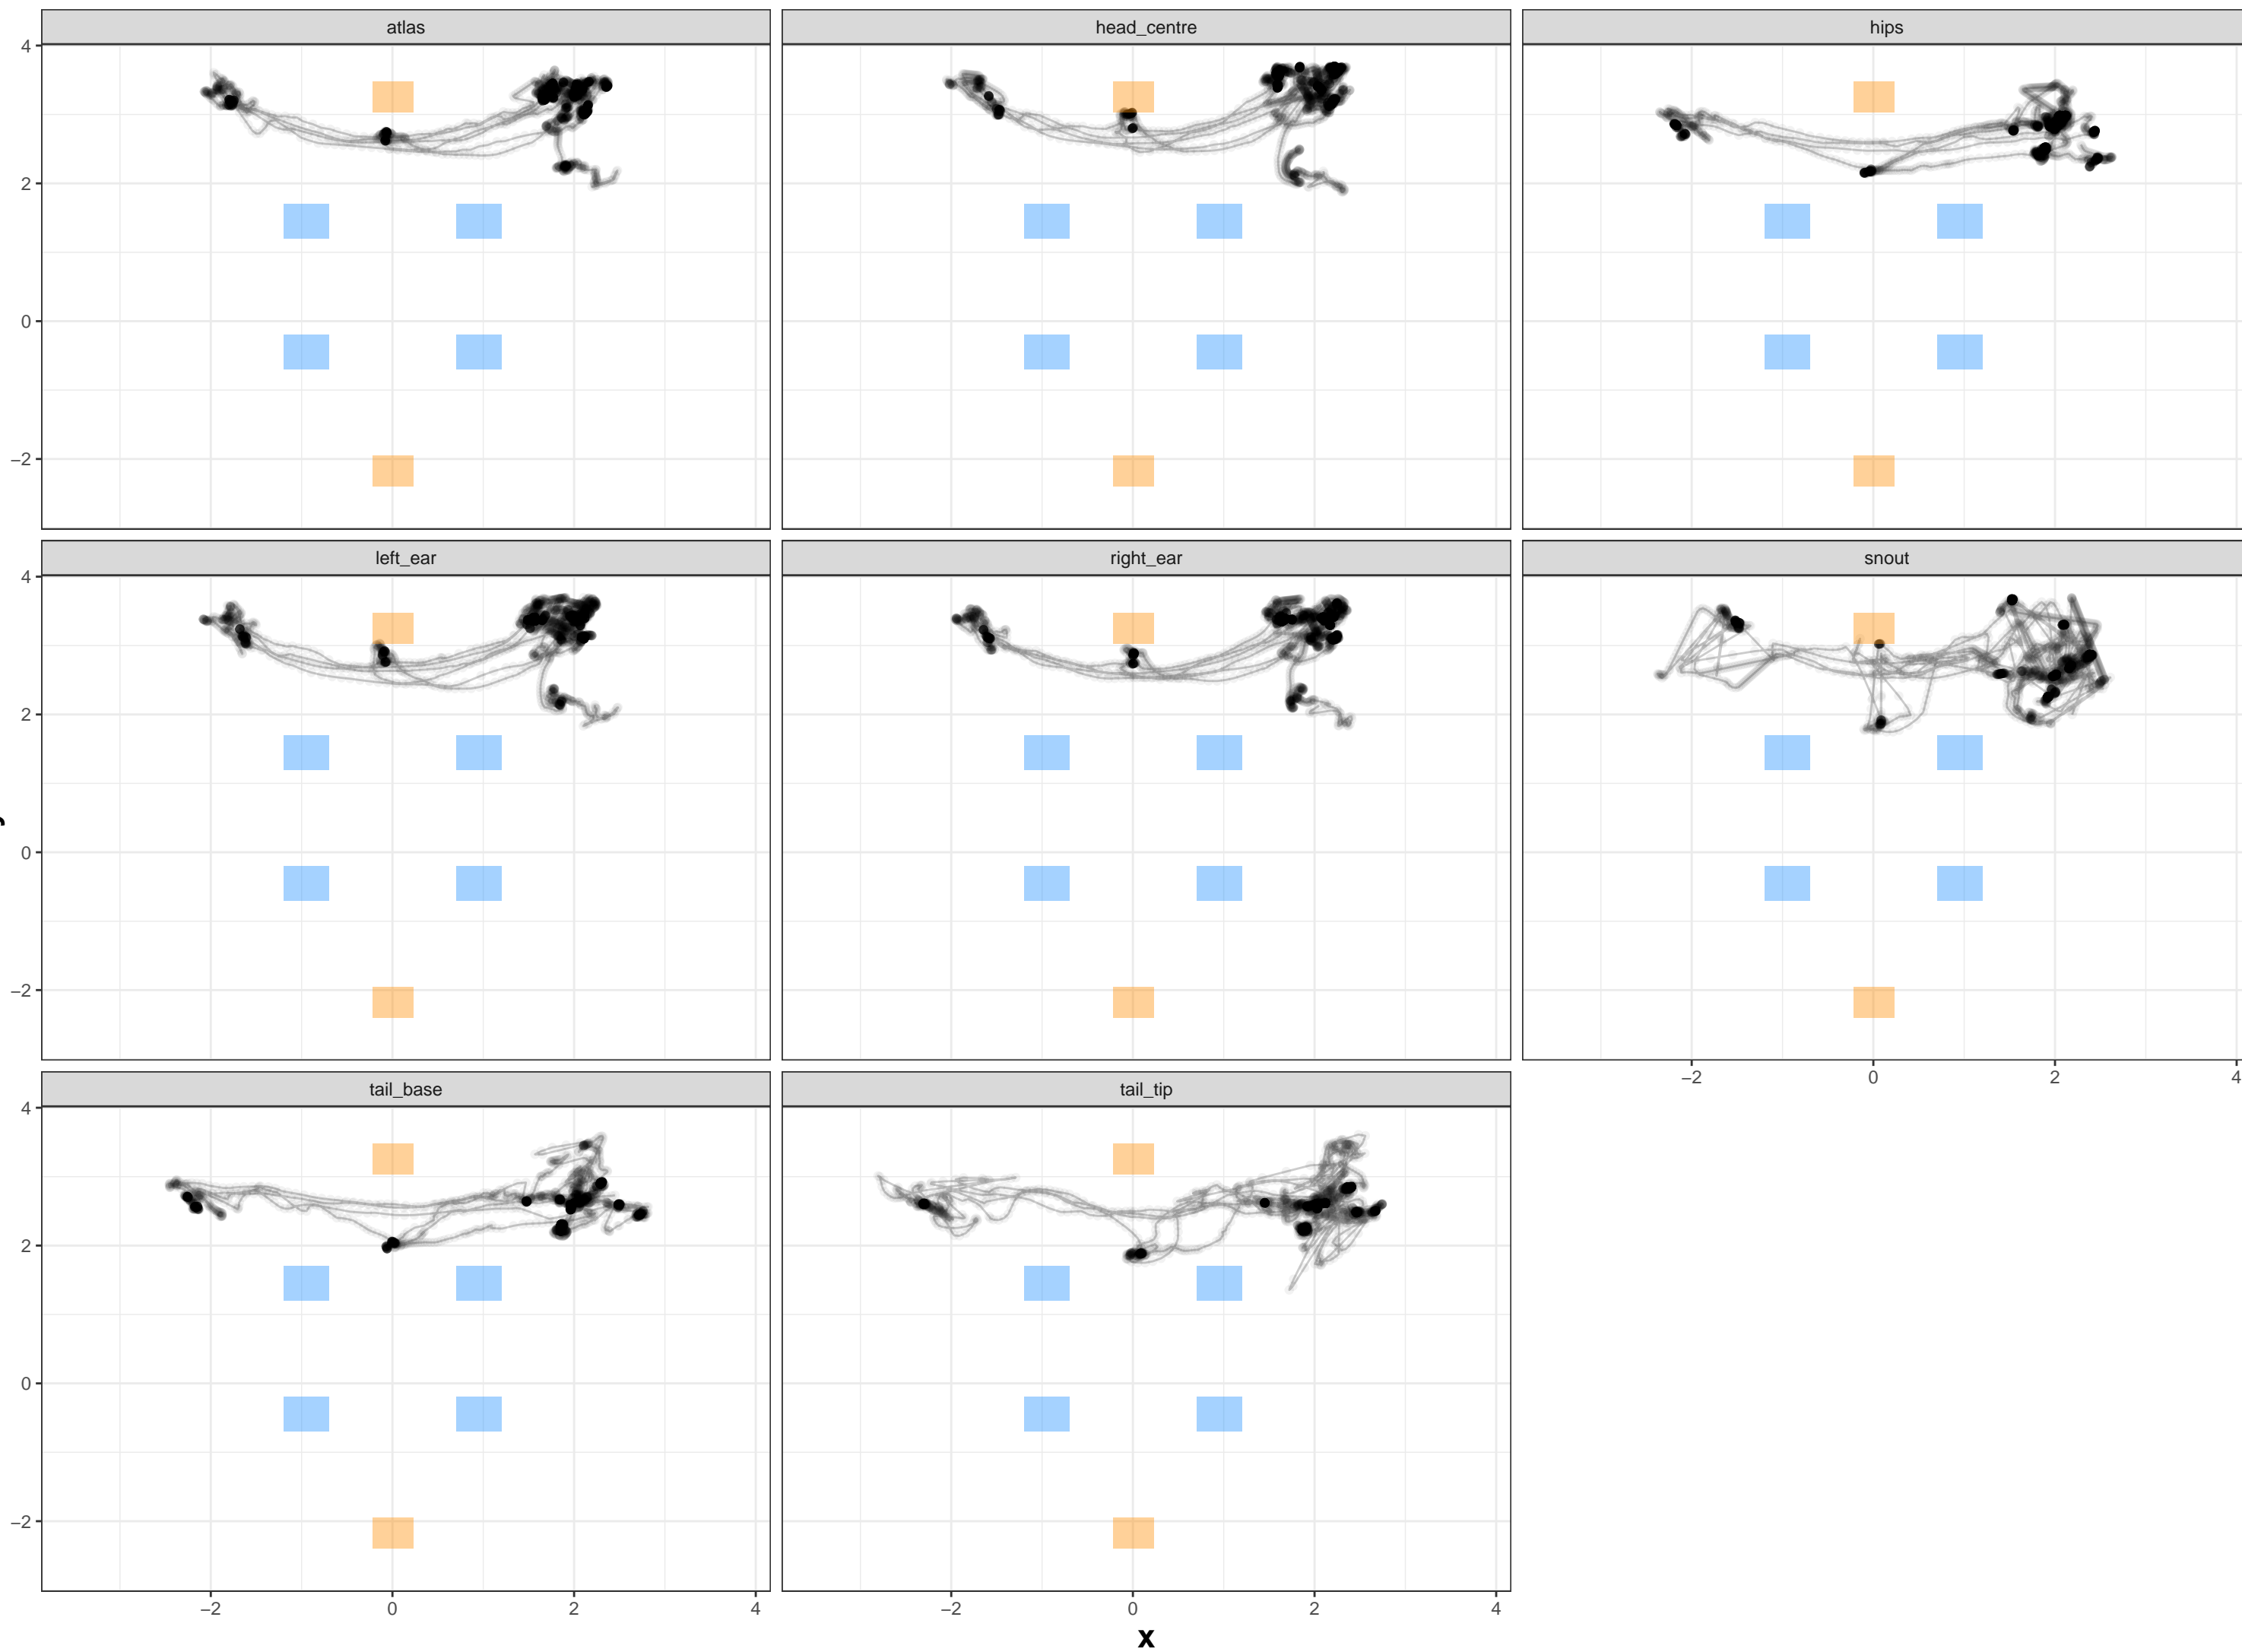 atlas head_centre hips
4
2
0
−2
left_ear right_ear snout
4
2
0
−2
−2 0 2 4
tail_base tail_tip
4
2
0
−2
−2 0 2 4 −2 0 2 4
x